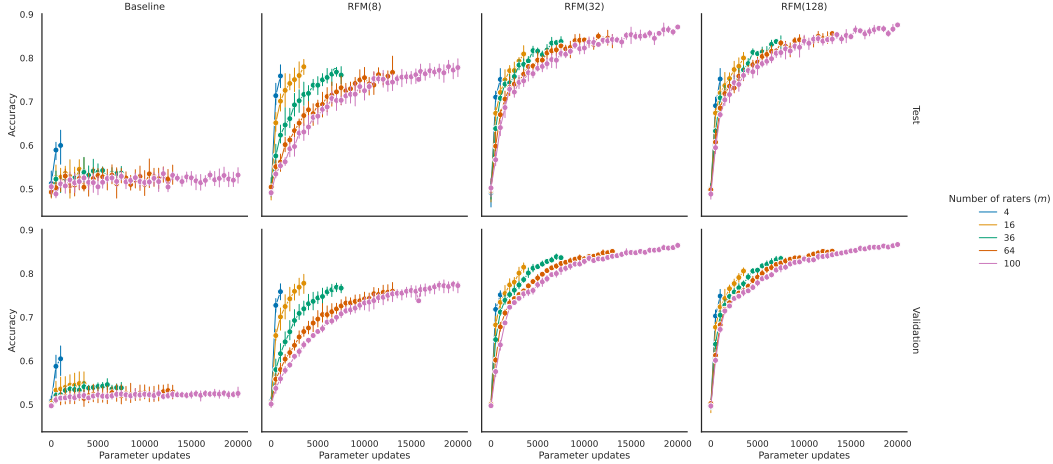 Baseline
RFM(8)
RFM(32)
RFM(128)
0.9
0.8
0.7
0.6
0.5
Accuracy
Test
0.9
0.8
0.7
0.6
0.5
Accuracy
Validation
0 5000 10000 15000 20000
0 5000 10000 15000 20000
0 5000 10000 15000 20000
0 5000 10000 15000 20000
Parameter updates
Parameter updates
Parameter updates
Parameter updates
Number of raters (m)
4
16
36
64
100